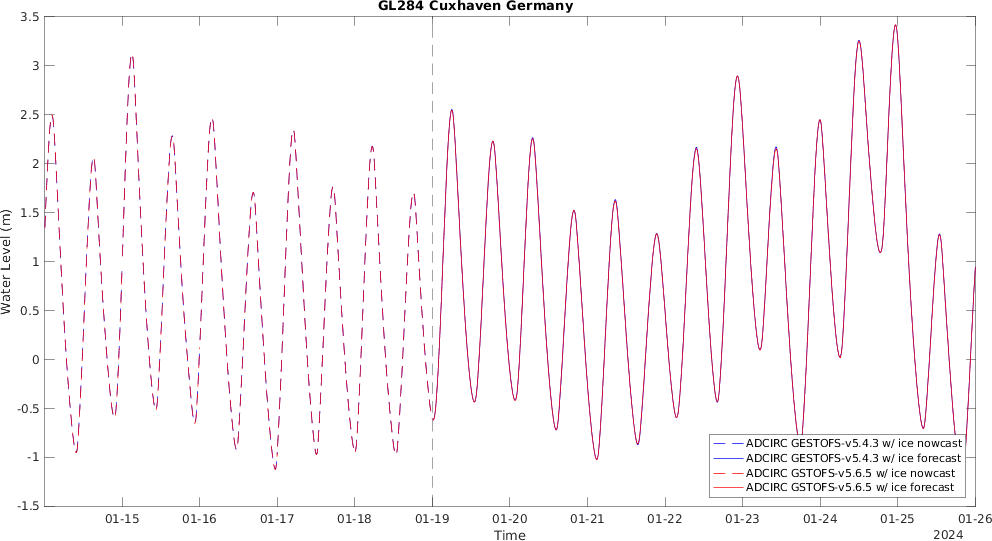 GL284 Cuxhaven Germany
3.5
3
2.5
2
1.5
1
0.5
0
-0.5
-1
-1.5
Water Level (m)
01-15 01-16 01-17 01-18 01-19 01-20 01-21 01-22 01-23 01-24 01-25 01-26
Time
2024
ADCIRC GESTOFS-v5.4.3 w/ ice nowcast
ADCIRC GESTOFS-v5.4.3 w/ ice forecast
ADCIRC GSTOFS-v5.6.5 w/ ice nowcast
ADCIRC GSTOFS-v5.6.5 w/ ice forecast